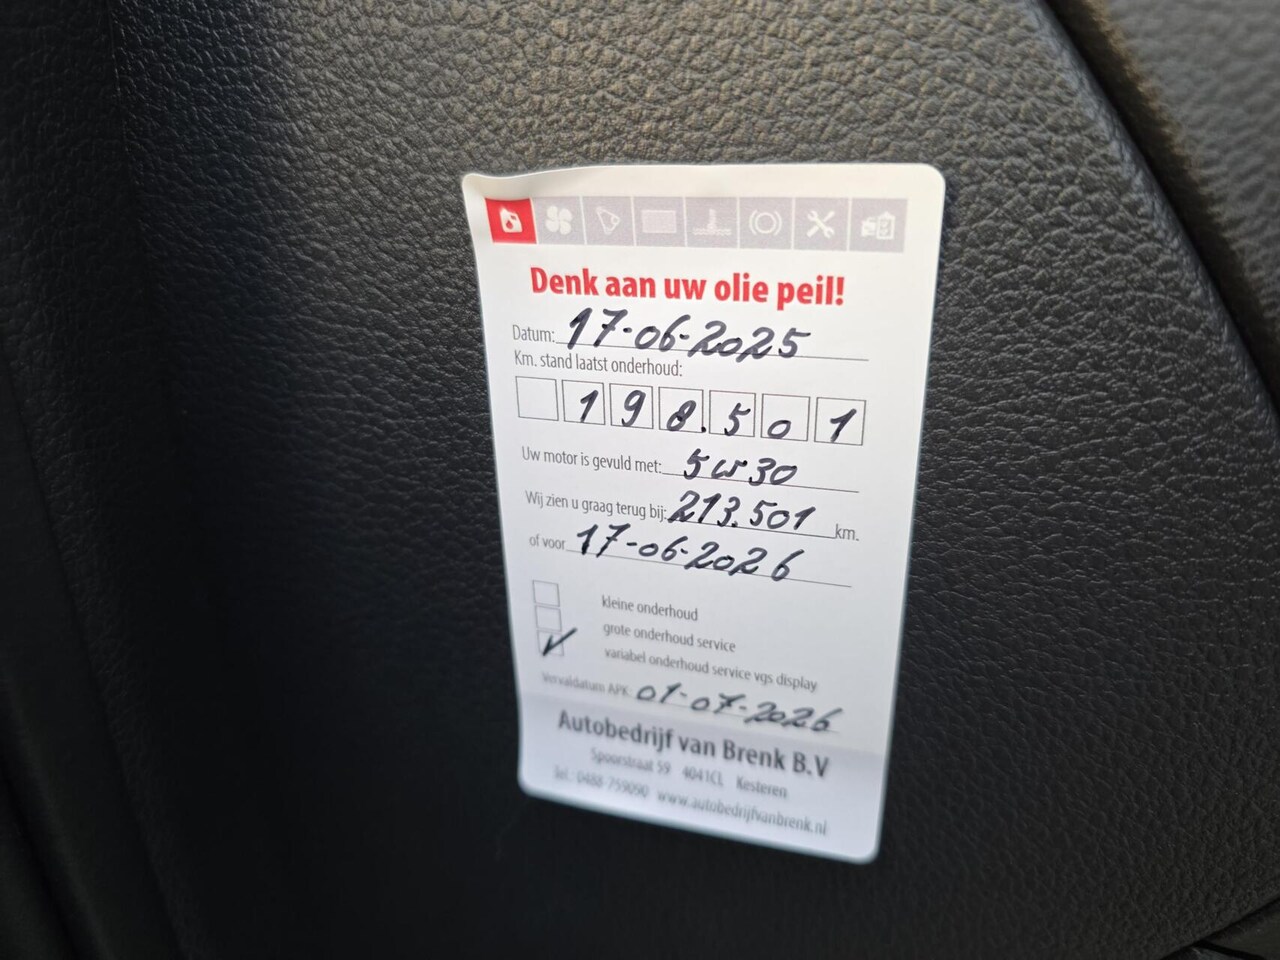 Denk aan uw olie peil!
Datum: 17-06-2025
Km. stand laatst onderhoud:
198.501
Uw motor is gevuld met: 5w30
Wij zien u graag terug bij: 213.501 km.
of voor 17-06-2026
kleine onderhoud
grote onderhoud service
variabel onderhoud service vgs display
Vervaldatum APK 01-07-2026
Autobedrijf van Brenk B.V
Spoorstraat 59 4041CL Kesteren
Tel. 0488-759090 www.autobedrijfvanbrenk.nl